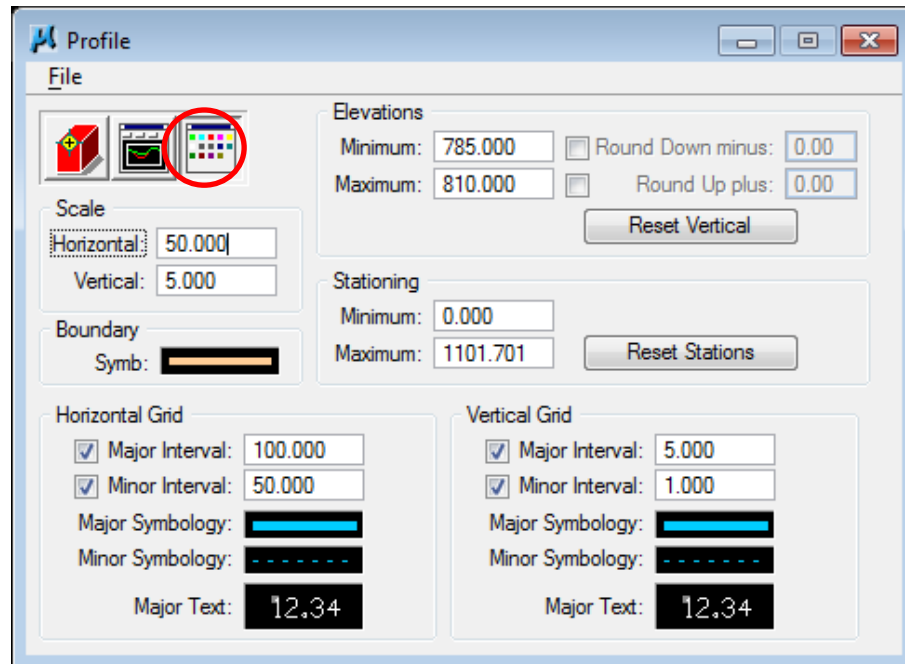 Profile
File
Elevations
Minimum: 785.000 Round Down minus: 0.00
Maximum: 810.000 Round Up plus: 0.00
Reset Vertical
Scale
Horizontal: 50.000
Vertical: 5.000
Stationing
Minimum: 0.000
Maximum: 1101.701 Reset Stations
Boundary
Symb:
Horizontal Grid
Major Interval: 100.000
Minor Interval: 50.000
Major Symbology:
Minor Symbology:
Major Text: 12.34
Vertical Grid
Major Interval: 5.000
Minor Interval: 1.000
Major Symbology:
Minor Symbology:
Major Text: 12.34